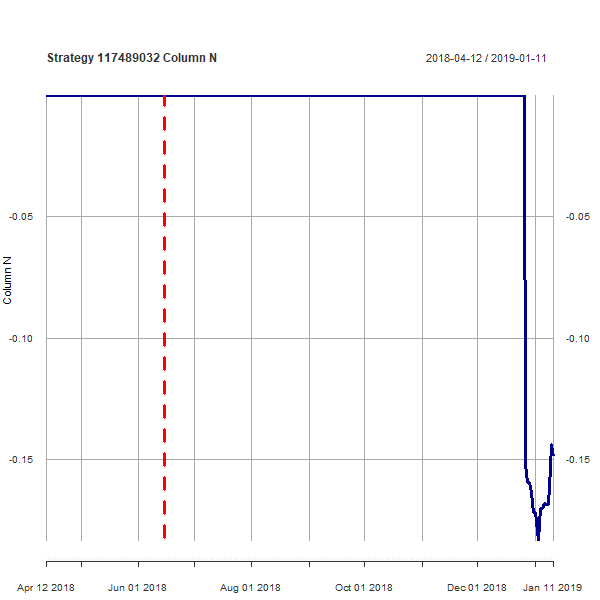 Strategy 117489032 Column N
2018-04-12 / 2019-01-11
-0.05
-0.10
-0.15
Column N
-0.05
-0.10
-0.15
Apr 12 2018
Jun 01 2018
Aug 01 2018
Oct 01 2018
Dec 01 2018
Jan 11 2019